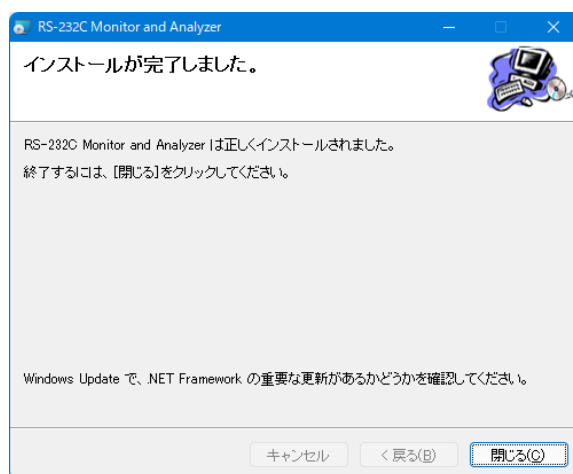 RS-232C Monitor and Analyzer
インストールが完了しました。
RS-232C Monitor and Analyzer は正しくインストールされました。
終了するには、[閉じる]をクリックしてください。
Windows Update で、.NET Framework の重要な更新があるかどうかを確認してください。
キャンセル
< 戻る(B)
閉じる(C)